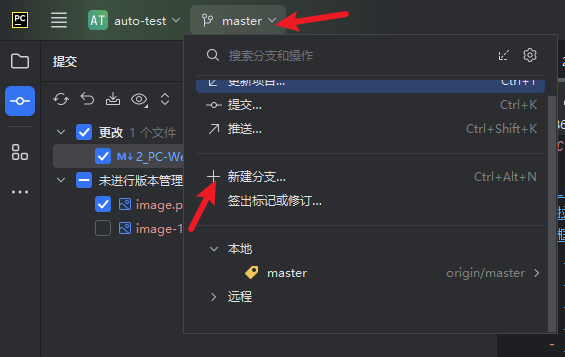 PC
AT auto-test master
提交
搜索分支和操作
更新项目... Ctrl+T
提交... Ctrl+K
推送... Ctrl+Shift+K
更改 1个文件
M↓ 2_PC-We
未进行版本管理
image.p
image-1
新建分支... Ctrl+Alt+N
签出标记或修订...
本地
master origin/master
远程